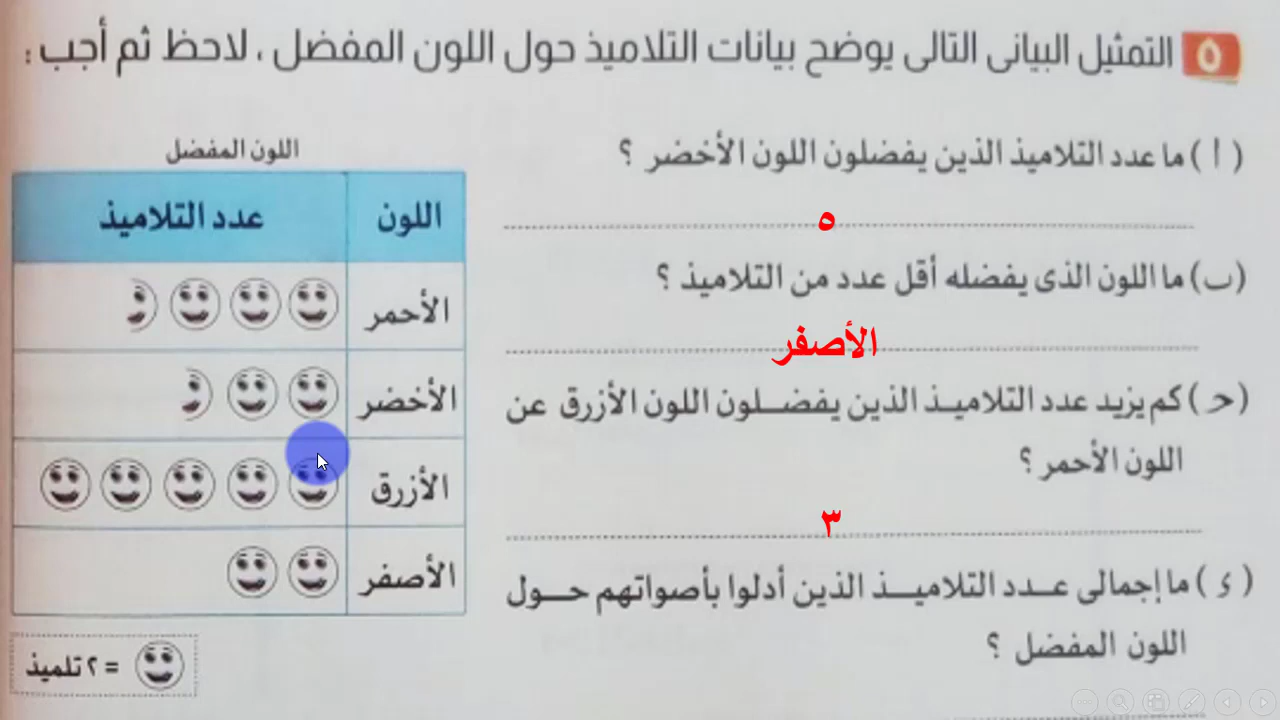 ٥ التمثيل البيانى التالى يوضح بيانات التلاميذ حول اللون المفضل ، لاحظ ثم أجب :
( أ ) ما عدد التلاميذ الذين يفضلون اللون الأخضر ؟
٥
(ب) ما اللون الذى يفضله أقل عدد من التلاميذ ؟
الأصفر
(حـ) كم يزيد عدد التلاميذ الذين يفضلون اللون الأزرق عن
اللون الأحمر ؟
٣
( ء ) ما إجمالى عدد التلاميذ الذين أدلوا بأصواتهم حول
اللون المفضل ؟
اللون المفضل
اللون عدد التلاميذ
الأحمر
الأخضر
الأزرق
الأصفر
= ٢ تلميذ